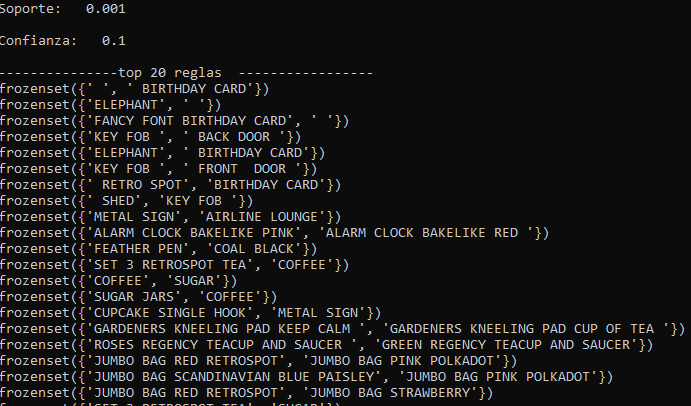 Soporte:   0.001
Confianza:   0.1
---------------top 20 reglas  -----------------
frozenset({' ', ' BIRTHDAY CARD'})
frozenset({'ELEPHANT', ' '})
frozenset({'FANCY FONT BIRTHDAY CARD', ' '})
frozenset({'KEY FOB ', ' BACK DOOR '})
frozenset({'ELEPHANT', ' BIRTHDAY CARD'})
frozenset({'KEY FOB ', ' FRONT  DOOR '})
frozenset({' RETRO SPOT', 'BIRTHDAY CARD'})
frozenset({' SHED', 'KEY FOB '})
frozenset({'METAL SIGN', 'AIRLINE LOUNGE'})
frozenset({'ALARM CLOCK BAKELIKE PINK', 'ALARM CLOCK BAKELIKE RED '})
frozenset({'FEATHER PEN', 'COAL BLACK'})
frozenset({'SET 3 RETROSPOT TEA', 'COFFEE'})
frozenset({'COFFEE', 'SUGAR'})
frozenset({'SUGAR JARS', 'COFFEE'})
frozenset({'CUPCAKE SINGLE HOOK', 'METAL SIGN'})
frozenset({'GARDENERS KNEELING PAD KEEP CALM ', 'GARDENERS KNEELING PAD CUP OF TEA '})
frozenset({'ROSES REGENCY TEACUP AND SAUCER ', 'GREEN REGENCY TEACUP AND SAUCER'})
frozenset({'JUMBO BAG RED RETROSPOT', 'JUMBO BAG PINK POLKADOT'})
frozenset({'JUMBO BAG SCANDINAVIAN BLUE PAISLEY', 'JUMBO BAG PINK POLKADOT'})
frozenset({'JUMBO BAG RED RETROSPOT', 'JUMBO BAG STRAWBERRY'})
frozenset({'SET 3 RETROSPOT TEA', 'SUGAR'})